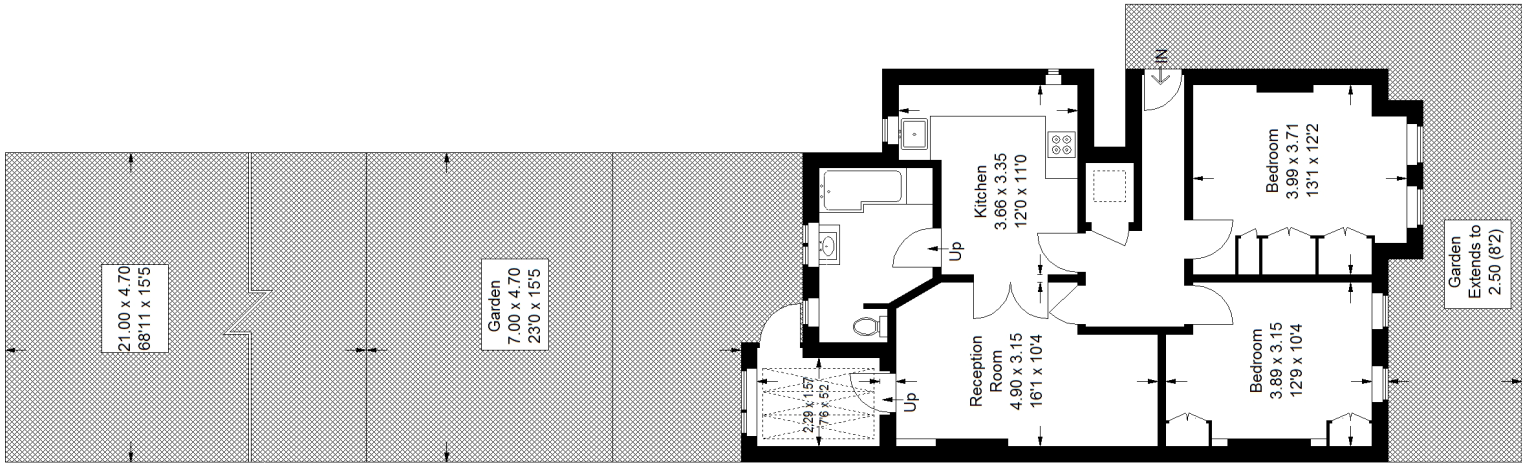 21.00 x 4.70
68'11 x 15'5
Garden
7.00 x 4.70
23'0 x 15'5
2.29 x 1.57
7'6 x 5'2
Up
Reception
Room
4.90 x 3.15
16'1 x 10'4
Up
Kitchen
3.66 x 3.35
12'0 x 11'0
IN
Bedroom
3.99 x 3.71
13'1 x 12'2
Bedroom
3.89 x 3.15
12'9 x 10'4
Garden
Extends to
2.50 (8'2)